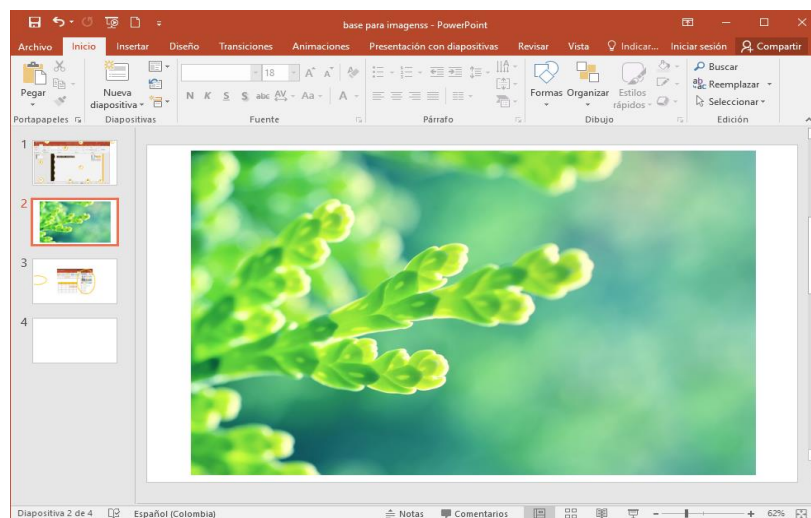 base para imagenss - PowerPoint
Archivo Inicio Insertar Diseño Transiciones Animaciones Presentación con diapositivas Revisar Vista Indicar... Iniciar sesión Compartir
Pegar
Nueva diapositiva
18
N K S S abc AV Aa A
Formas Organizar Estilos rápidos
Buscar
Reemplazar
Seleccionar
Portapapeles Diapositivas Fuente Párrafo Dibujo Edición
1
2
3
4
Diapositiva 2 de 4 Español (Colombia) Notas Comentarios 62%